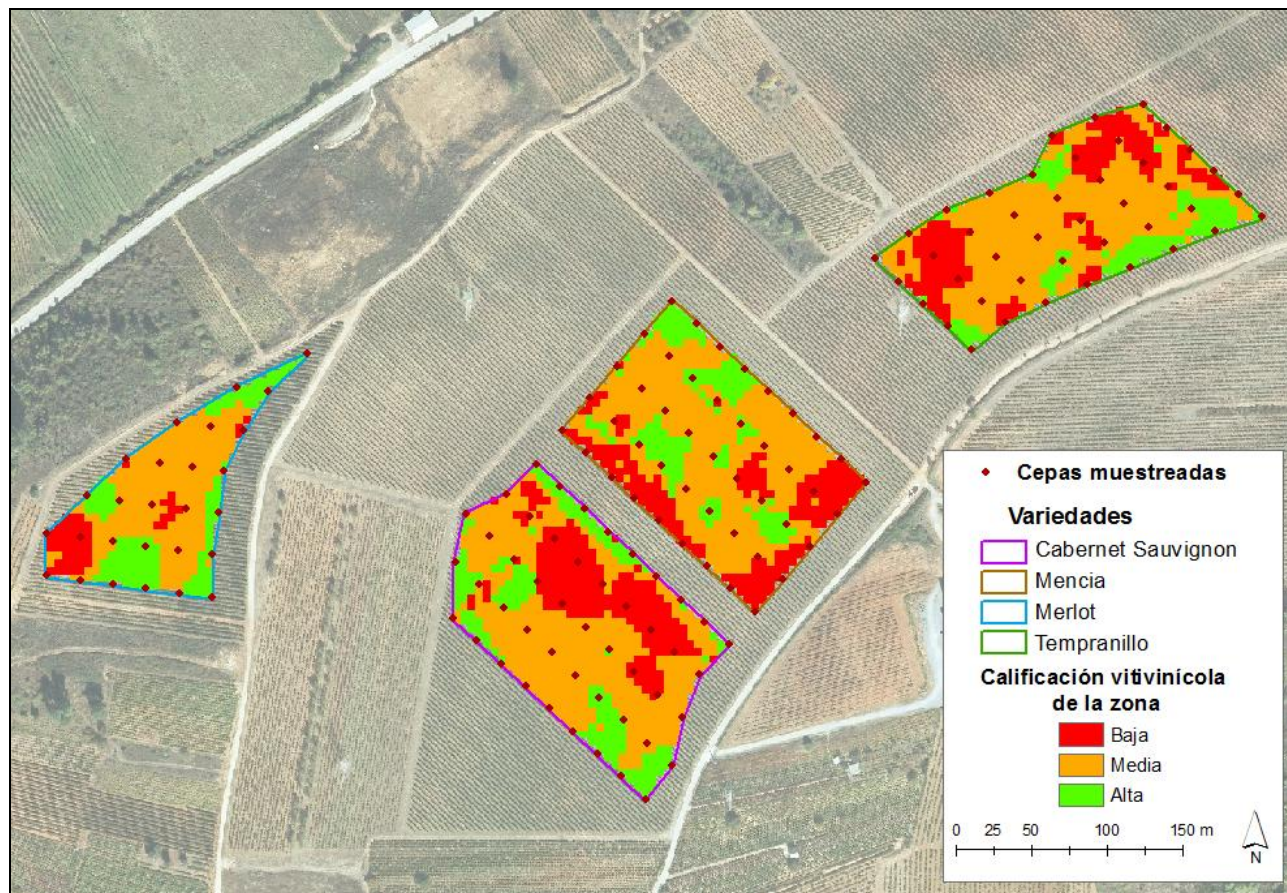 Cepas muestreadas
Variedades
Cabernet Sauvignon
Mencia
Merlot
Tempranillo
Calificación vitivinícola
de la zona
Baja
Media
Alta
0 25 50 100 150 m
N